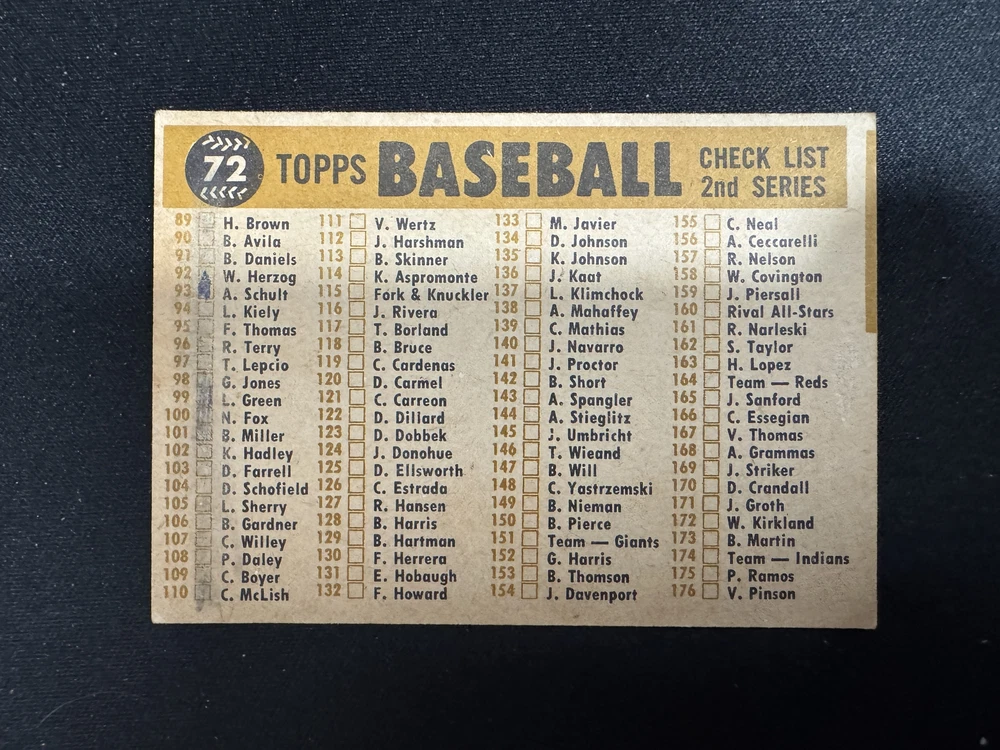 72 TOPPS BASEBALL CHECK LIST
2nd SERIES
89 H. Brown
90 B. Avila
91 B. Daniels
92 W. Herzog
93 A. Schult
94 L. Kiely
95 F. Thomas
96 R. Terry
97 T. Lepcio
98 G. Jones
99 L. Green
100 N. Fox
101 B. Miller
102 K. Hadley
103 D. Farrell
104 D. Schofield
105 L. Sherry
106 B. Gardner
107 C. Willey
108 P. Daley
109 C. Boyer
110 C. McLish
111 V. Wertz
112 J. Harshman
113 B. Skinner
114 K. Aspromonte
115 Fork & Knuckler
116 J. Rivera
117 T. Borland
118 B. Bruce
119 C. Cardenas
120 D. Carmel
121 C. Carreon
122 D. Dillard
123 D. Dobbek
124 J. Donohue
125 D. Ellsworth
126 C. Estrada
127 R. Hansen
128 B. Harris
129 B. Hartman
130 F. Herrera
131 E. Hobaugh
132 F. Howard
133 M. Javier
134 D. Johnson
135 K. Johnson
136 J. Kaat
137 L. Klimchock
138 A. Mahaffey
139 C. Mathias
140 J. Navarro
141 J. Proctor
142 B. Short
143 A. Spangler
144 A. Stieglitz
145 J. Umbricht
146 T. Wieand
147 B. Will
148 C. Yastrzemski
149 B. Nieman
150 B. Pierce
151 Team — Giants
152 G. Harris
153 B. Thomson
154 J. Davenport
155 C. Neal
156 A. Ceccarelli
157 R. Nelson
158 W. Covington
159 J. Piersall
160 Rival All-Stars
161 R. Narleski
162 S. Taylor
163 H. Lopez
164 Team — Reds
165 J. Sanford
166 C. Essegian
167 V. Thomas
168 A. Grammas
169 J. Striker
170 D. Crandall
171 J. Groth
172 W. Kirkland
173 B. Martin
174 Team — Indians
175 P. Ramos
176 V. Pinson